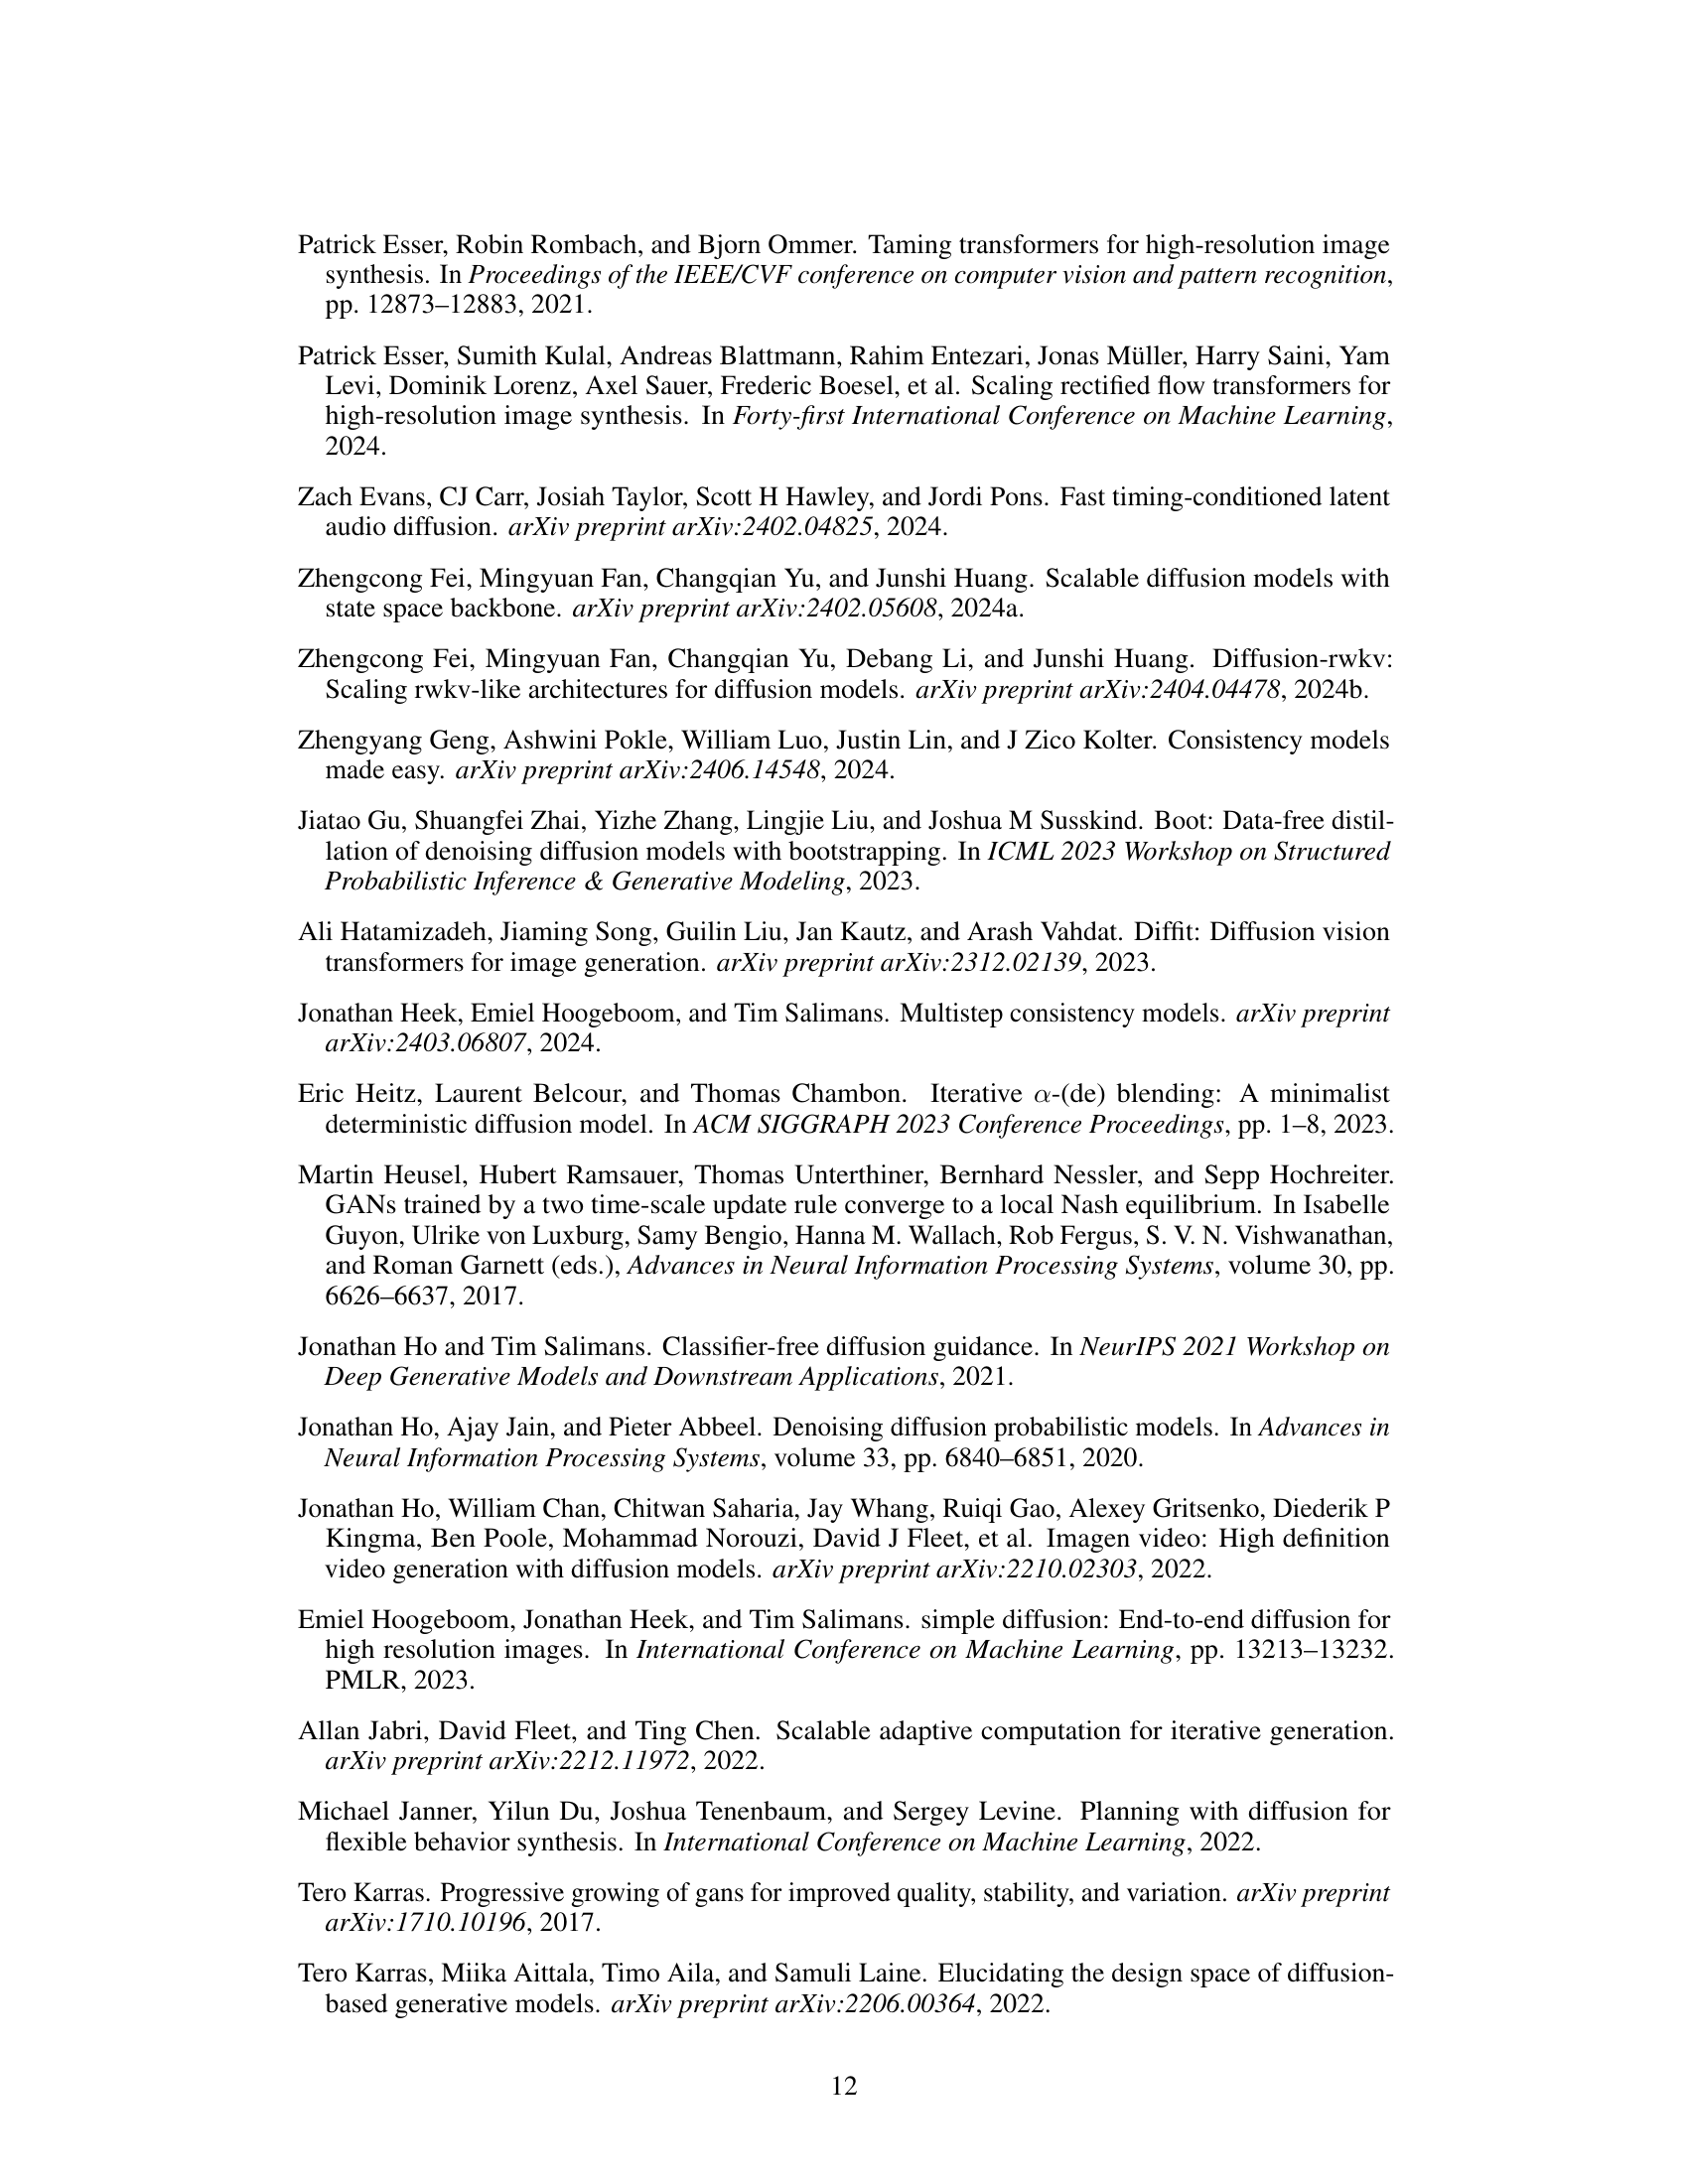 Patrick Esser, Robin Rombach, and Bjorn Ommer. Taming transformers for high-resolution image
synthesis. In Proceedings of the IEEE/CVF conference on computer vision and pattern recognition,
pp. 12873–12883, 2021.
Patrick Esser, Sumith Kulal, Andreas Blattmann, Rahim Entezari, Jonas Müller, Harry Saini, Yam
Levi, Dominik Lorenz, Axel Sauer, Frederic Boesel, et al. Scaling rectified flow transformers for
high-resolution image synthesis. In Forty-first International Conference on Machine Learning,
2024.
Zach Evans, CJ Carr, Josiah Taylor, Scott H Hawley, and Jordi Pons. Fast timing-conditioned latent
audio diffusion. arXiv preprint arXiv:2402.04825, 2024.
Zhengcong Fei, Mingyuan Fan, Changqian Yu, and Junshi Huang. Scalable diffusion models with
state space backbone. arXiv preprint arXiv:2402.05608, 2024a.
Zhengcong Fei, Mingyuan Fan, Changqian Yu, Debang Li, and Junshi Huang. Diffusion-rwkv:
Scaling rwkv-like architectures for diffusion models. arXiv preprint arXiv:2404.04478, 2024b.
Zhengyang Geng, Ashwini Pokle, William Luo, Justin Lin, and J Zico Kolter. Consistency models
made easy. arXiv preprint arXiv:2406.14548, 2024.
Jiatao Gu, Shuangfei Zhai, Yizhe Zhang, Lingjie Liu, and Joshua M Susskind. Boot: Data-free distil-
lation of denoising diffusion models with bootstrapping. In ICML 2023 Workshop on Structured
Probabilistic Inference & Generative Modeling, 2023.
Ali Hatamizadeh, Jiaming Song, Guilin Liu, Jan Kautz, and Arash Vahdat. Diffit: Diffusion vision
transformers for image generation. arXiv preprint arXiv:2312.02139, 2023.
Jonathan Heek, Emiel Hoogeboom, and Tim Salimans. Multistep consistency models. arXiv preprint
arXiv:2403.06807, 2024.
Eric Heitz, Laurent Belcour, and Thomas Chambon. Iterative α-(de) blending: A minimalist
deterministic diffusion model. In ACM SIGGRAPH 2023 Conference Proceedings, pp. 1–8, 2023.
Martin Heusel, Hubert Ramsauer, Thomas Unterthiner, Bernhard Nessler, and Sepp Hochreiter.
GANs trained by a two time-scale update rule converge to a local Nash equilibrium. In Isabelle
Guyon, Ulrike von Luxburg, Samy Bengio, Hanna M. Wallach, Rob Fergus, S. V. N. Vishwanathan,
and Roman Garnett (eds.), Advances in Neural Information Processing Systems, volume 30, pp.
6626–6637, 2017.
Jonathan Ho and Tim Salimans. Classifier-free diffusion guidance. In NeurIPS 2021 Workshop on
Deep Generative Models and Downstream Applications, 2021.
Jonathan Ho, Ajay Jain, and Pieter Abbeel. Denoising diffusion probabilistic models. In Advances in
Neural Information Processing Systems, volume 33, pp. 6840–6851, 2020.
Jonathan Ho, William Chan, Chitwan Saharia, Jay Whang, Ruiqi Gao, Alexey Gritsenko, Diederik P
Kingma, Ben Poole, Mohammad Norouzi, David J Fleet, et al. Imagen video: High definition
video generation with diffusion models. arXiv preprint arXiv:2210.02303, 2022.
Emiel Hoogeboom, Jonathan Heek, and Tim Salimans. simple diffusion: End-to-end diffusion for
high resolution images. In International Conference on Machine Learning, pp. 13213–13232.
PMLR, 2023.
Allan Jabri, David Fleet, and Ting Chen. Scalable adaptive computation for iterative generation.
arXiv preprint arXiv:2212.11972, 2022.
Michael Janner, Yilun Du, Joshua Tenenbaum, and Sergey Levine. Planning with diffusion for
flexible behavior synthesis. In International Conference on Machine Learning, 2022.
Tero Karras. Progressive growing of gans for improved quality, stability, and variation. arXiv preprint
arXiv:1710.10196, 2017.
Tero Karras, Miika Aittala, Timo Aila, and Samuli Laine. Elucidating the design space of diffusion-
based generative models. arXiv preprint arXiv:2206.00364, 2022.
12